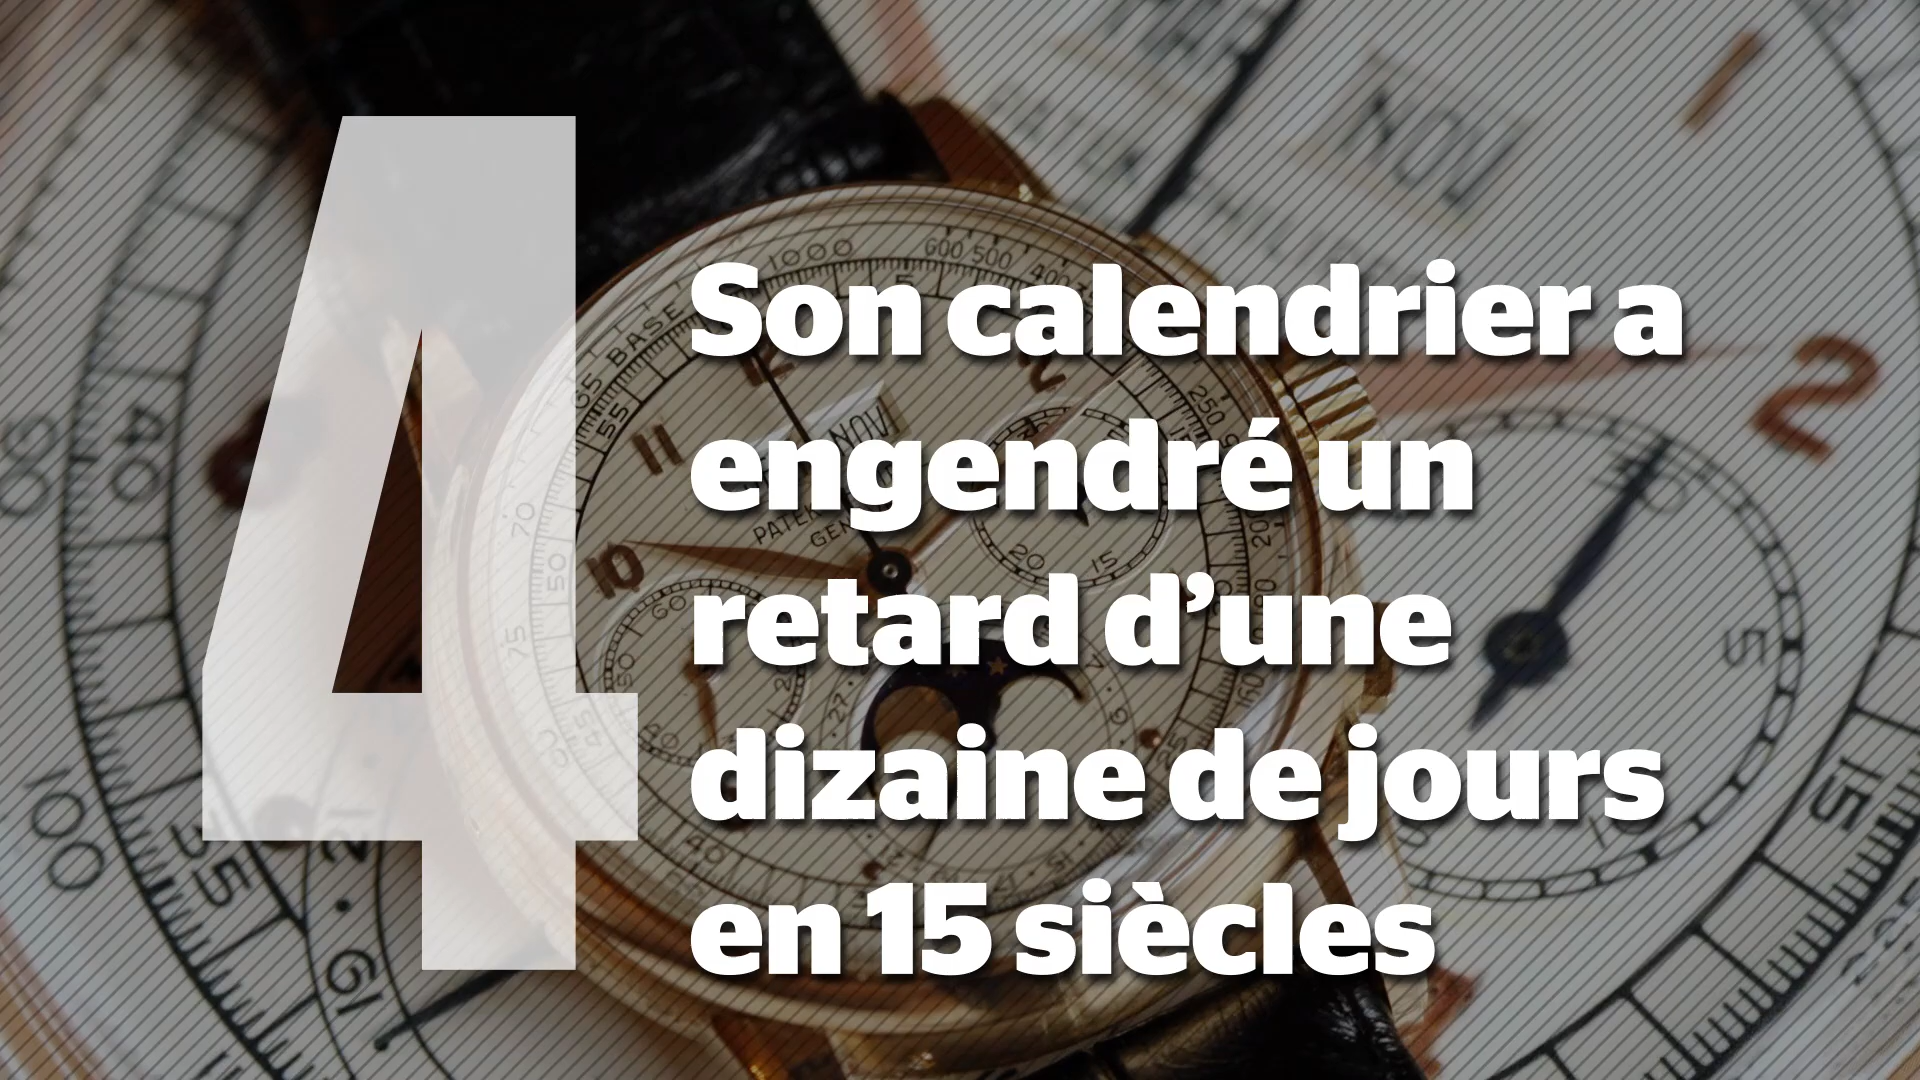 4
Son calendrier a
engendré un
retard d’une
dizaine de jours
en 15 siècles